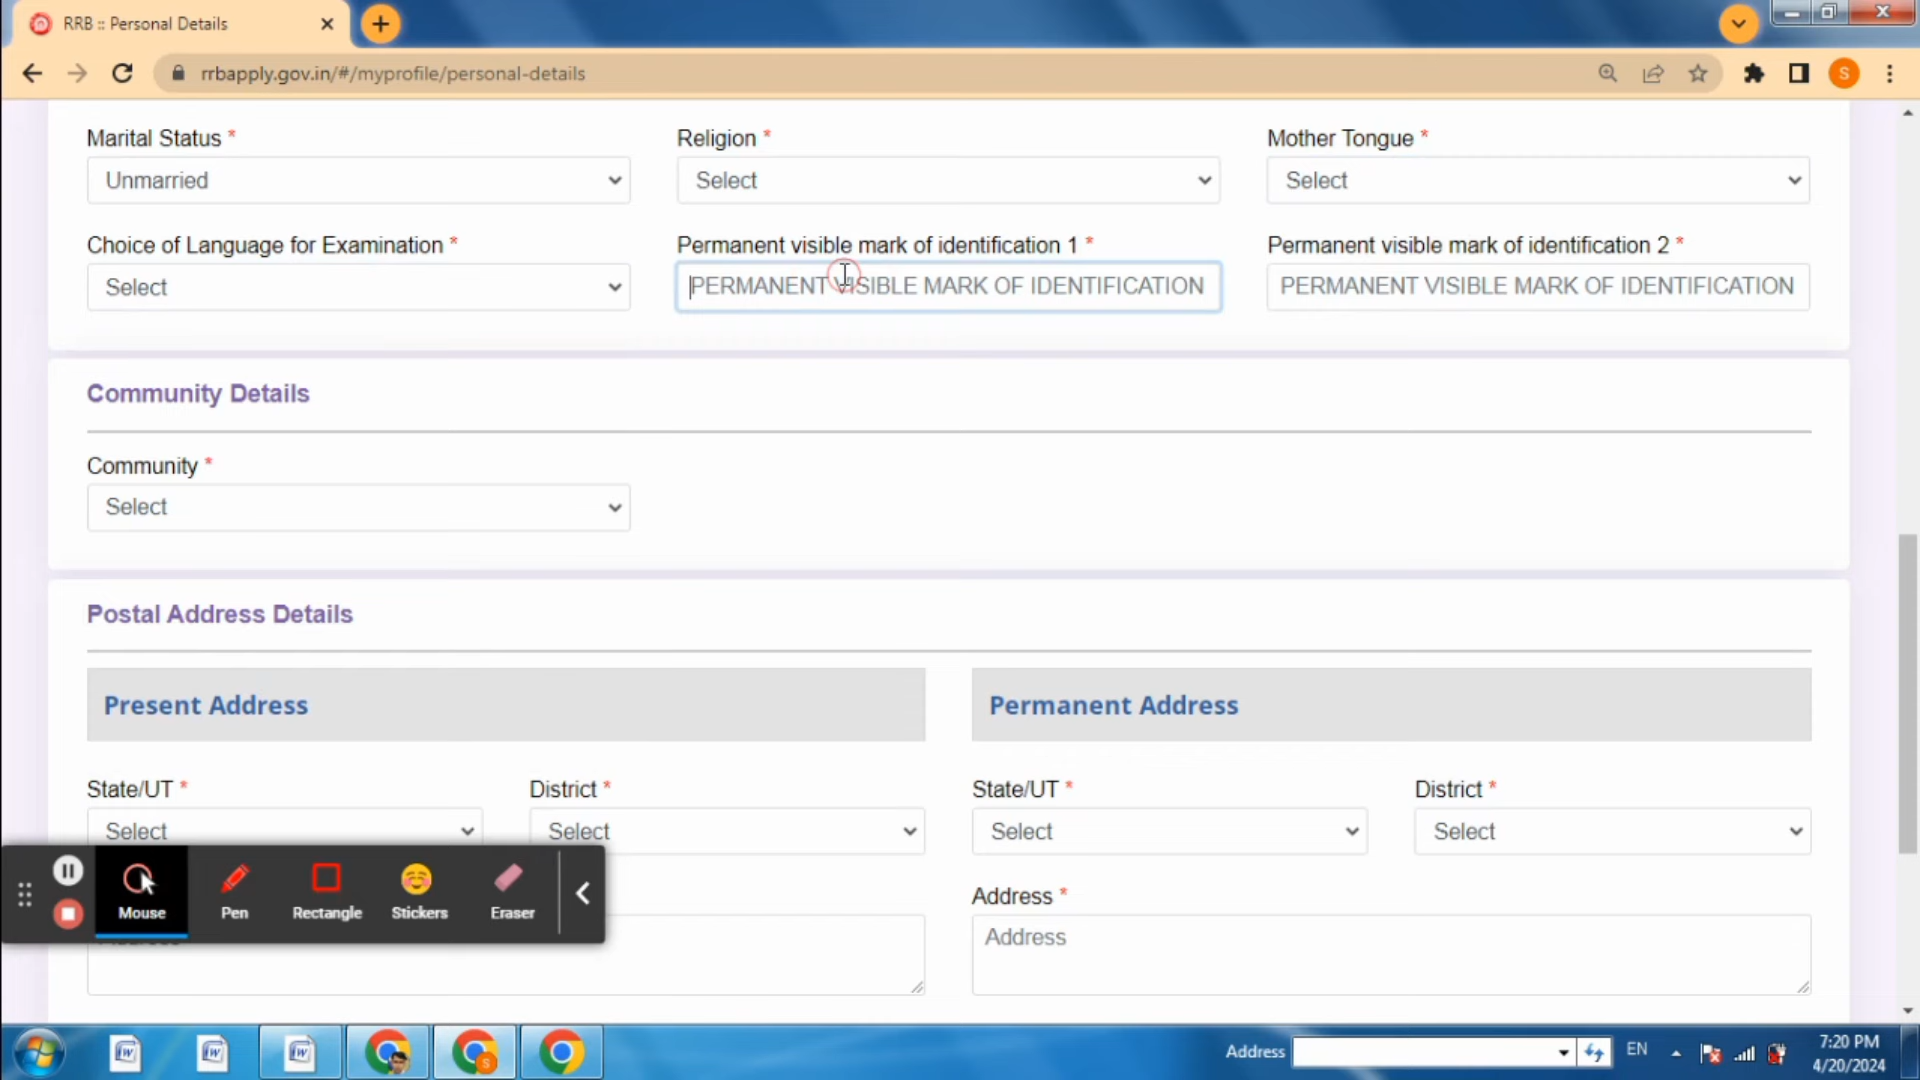 RRB :: Personal Details
S
rrbapply.gov.in/#/myprofile/personal-details
Marital Status *
Religion *
Mother Tongue *
Unmarried
Select
Select
Choice of Language for Examination *
Permanent visible mark of identification 1 *
Permanent visible mark of identification 2 *
Select
PERMANENT VISIBLE MARK OF IDENTIFICATION
PERMANENT VISIBLE MARK OF IDENTIFICATION
Community Details
Community *
Select
Postal Address Details
Present Address
Permanent Address
State/UT *
District *
State/UT *
District *
Select
Select
Select
Select
Address *
Address
Mouse
Pen
Rectangle
Stickers
Eraser
Address
EN
7:20 PM
4/20/2024